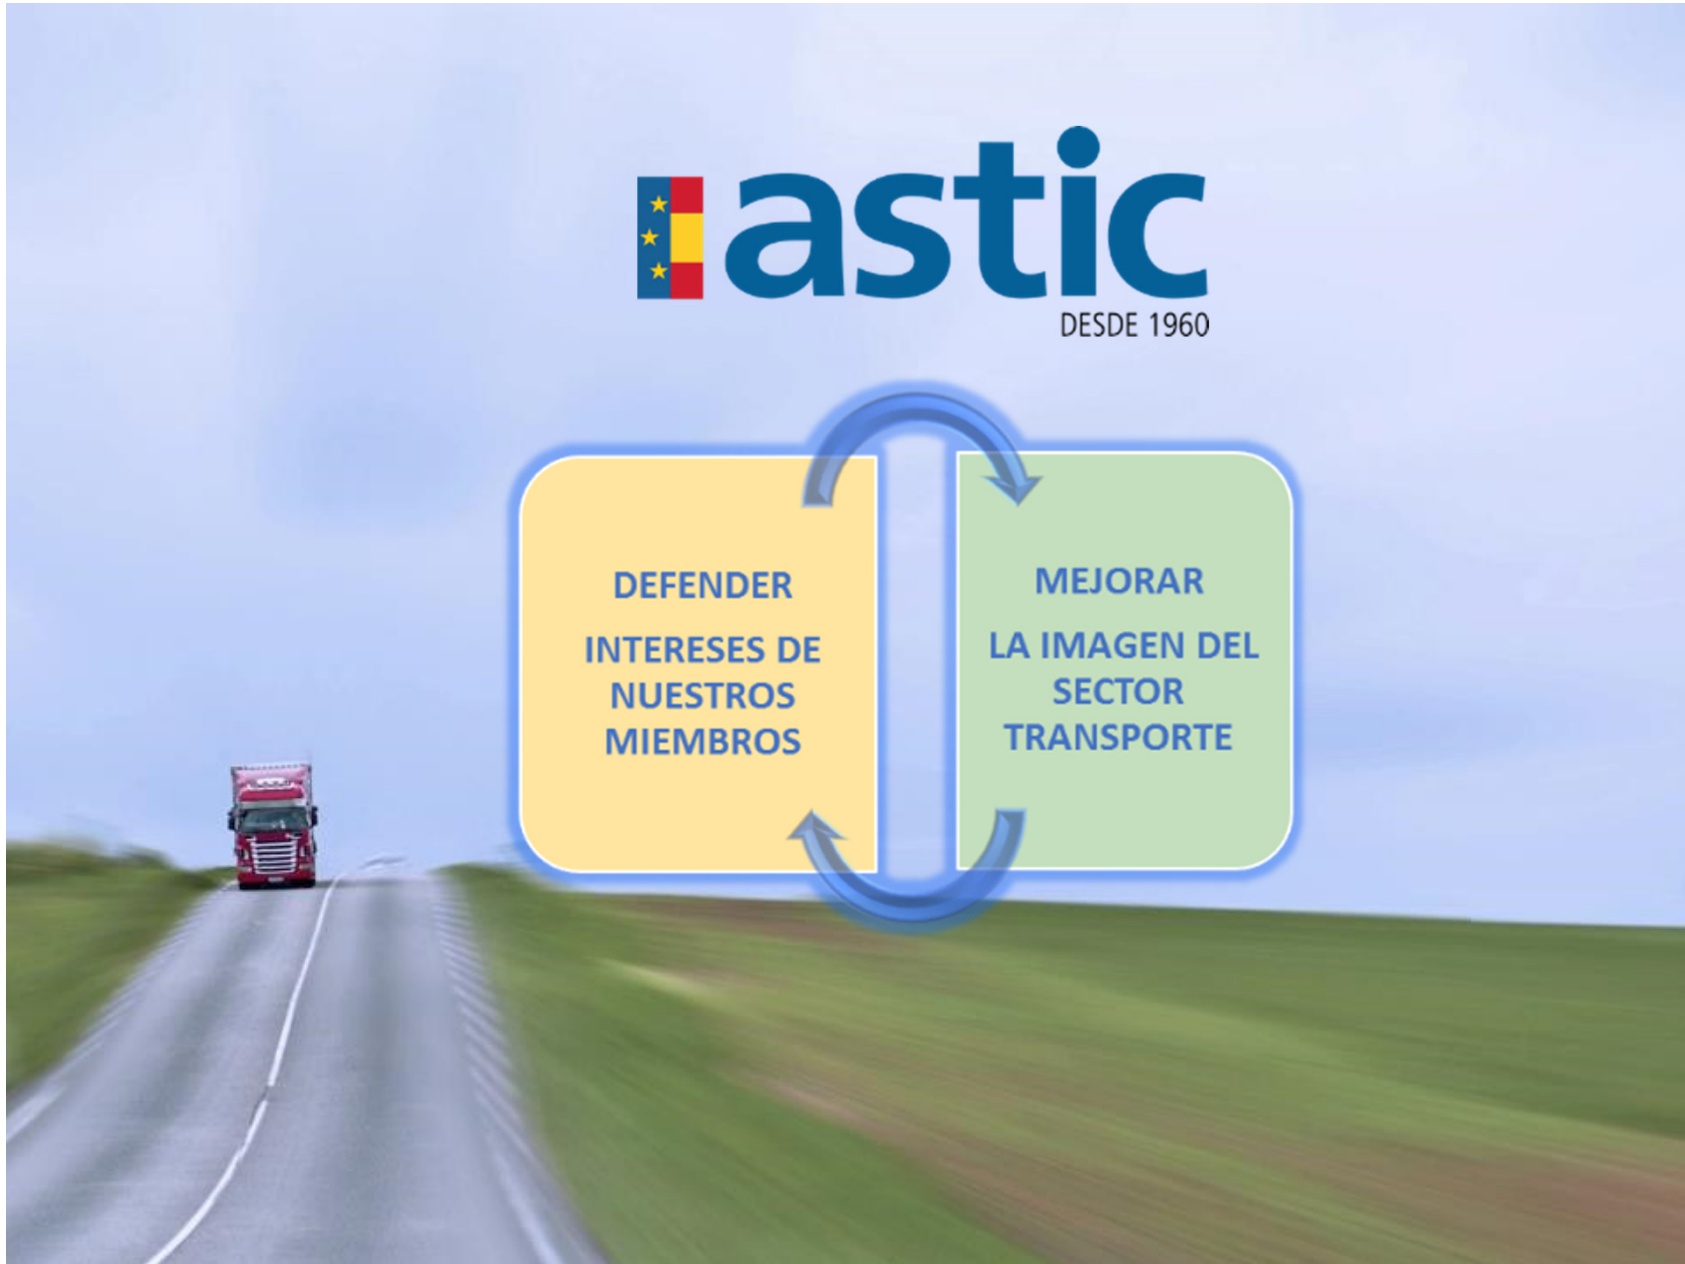 astic
DESDE 1960
DEFENDER
INTERESES DE
NUESTROS
MIEMBROS
MEJORAR
LA IMAGEN DEL
SECTOR
TRANSPORTE